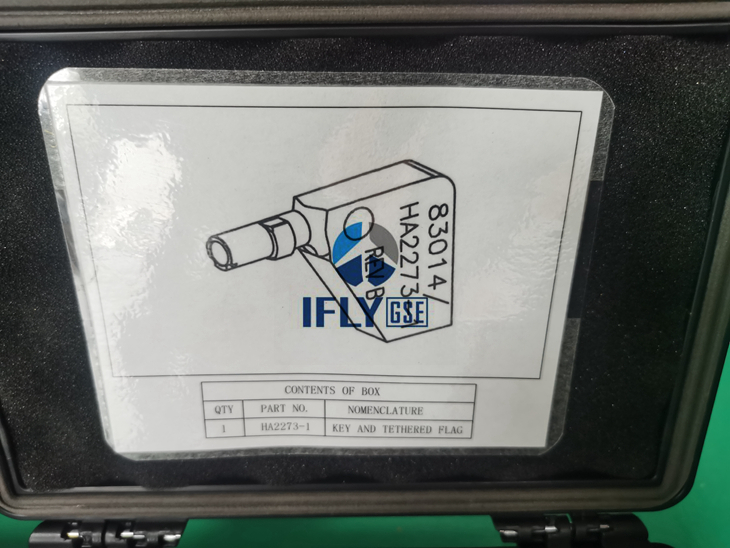 83014/
HA2273-1
REV B
IFLY GSE
CONTENTS OF BOX
QTY PART NO. NOMENCLATURE
1 HA2273-1 KEY AND TETHERED FLAG